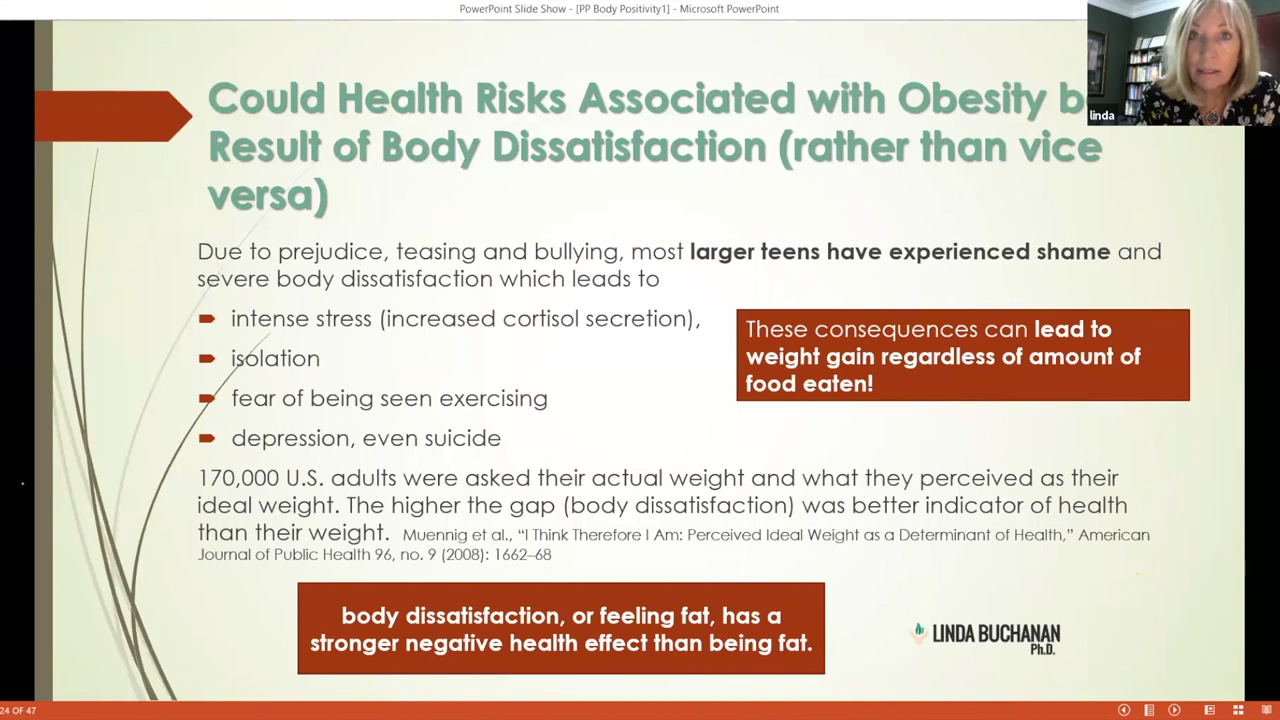 PowerPoint Slide Show - [PP Body Positivity1] - Microsoft PowerPoint
linda
Could Health Risks Associated with Obesity b
Result of Body Dissatisfaction (rather than vice
versa)
Due to prejudice, teasing and bullying, most larger teens have experienced shame and
severe body dissatisfaction which leads to
intense stress (increased cortisol secretion),
isolation
fear of being seen exercising
depression, even suicide
These consequences can lead to
weight gain regardless of amount of
food eaten!
170,000 U.S. adults were asked their actual weight and what they perceived as their
ideal weight. The higher the gap (body dissatisfaction) was better indicator of health
than their weight. Muennig et al., “I Think Therefore I Am: Perceived Ideal Weight as a Determinant of Health,” American
Journal of Public Health 96, no. 9 (2008): 1662–68
body dissatisfaction, or feeling fat, has a
stronger negative health effect than being fat.
LINDA BUCHANAN
Ph.D.
24 OF 47